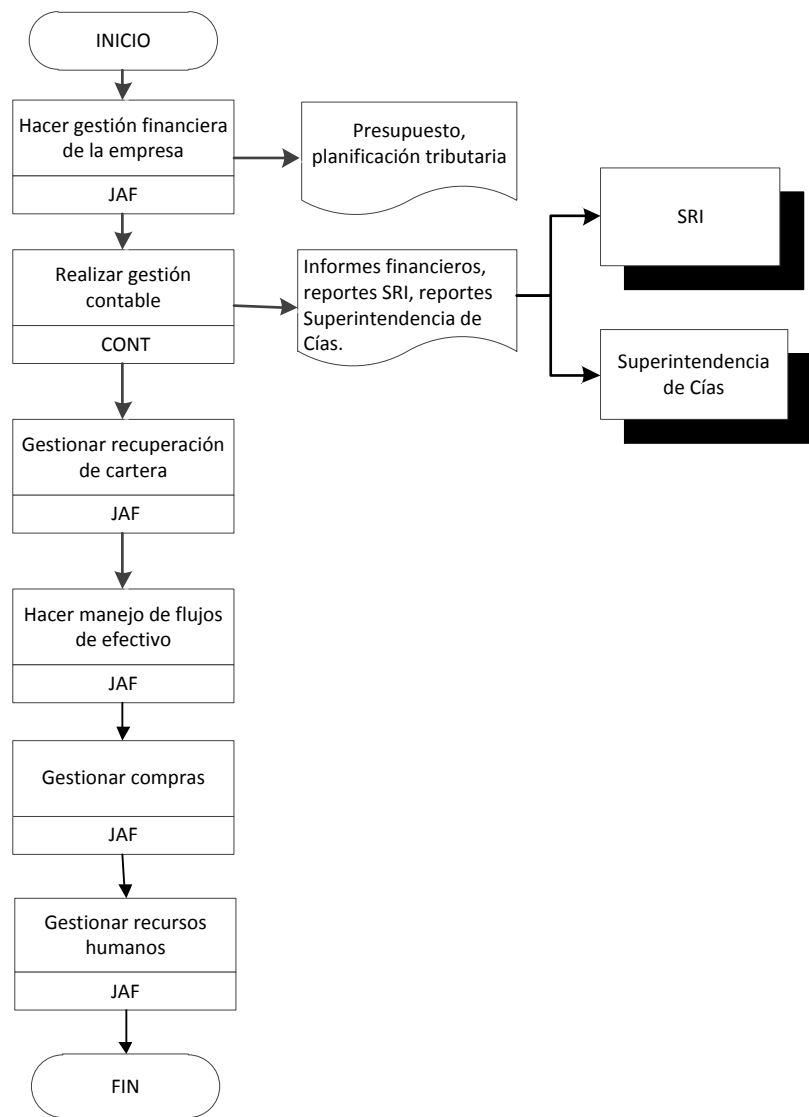 INICIO
Hacer gestión financiera
de la empresa
JAF
Presupuesto,
planificación tributaria
SRI
Realizar gestión
contable
CONT
Informes financieros,
reportes SRI, reportes
Superintendencia de
Cías.
Superintendencia
de Cías
Gestionar recuperación
de cartera
JAF
Hacer manejo de flujos
de efectivo
JAF
Gestionar compras
JAF
Gestionar recursos
humanos
JAF
FIN